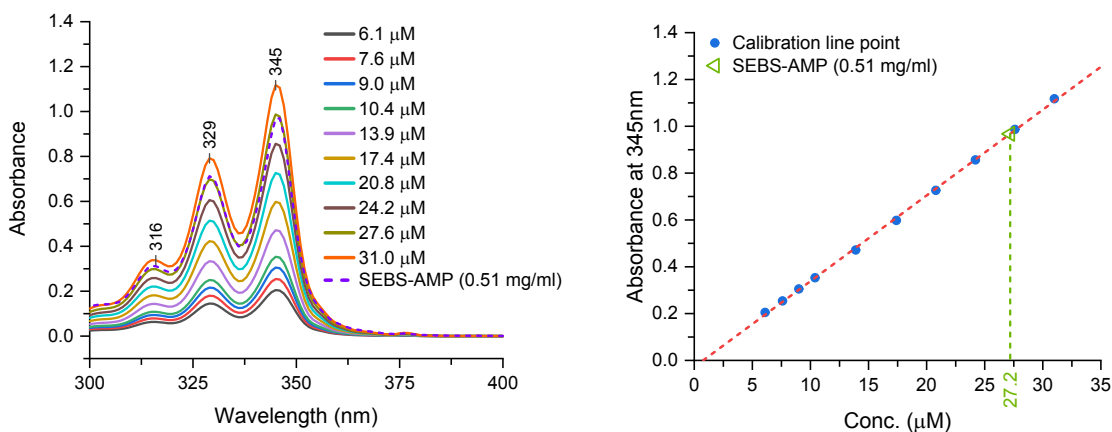 1.4
1.2
1.0
0.8
0.6
0.4
0.2
0.0
Absorbance
300
325
350
375
400
Wavelength (nm)
316
329
345
6.1 μM
7.6 μM
9.0 μM
10.4 μM
13.9 μM
17.4 μM
20.8 μM
24.2 μM
27.6 μM
31.0 μM
SEBS-AMP (0.51 mg/ml)
1.4
1.2
1.0
0.8
0.6
0.4
0.2
0.0
Absorbance at 345nm
0
5
10
15
20
25
30
35
27.2
Conc. (μM)
Calibration line point
SEBS-AMP (0.51 mg/ml)